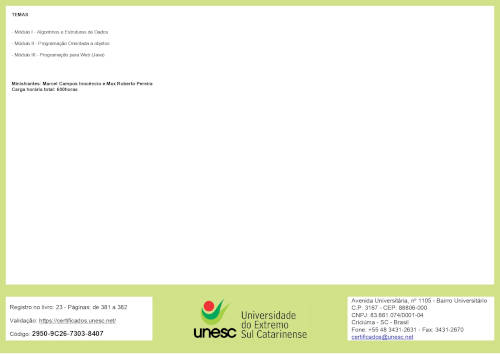 TEMAS
- Módulo I - Algoritmos e Estruturas de Dados
- Módulo II - Programação Orientada a objetos
- Módulo III - Programação para Web (Java)
Ministrantes: Marcel Campos Inocêncio e Max Roberto Pereira
Carga horária total: 600horas
Registro no livro: 23 - Páginas: de 381 a 382
Validação: https://certificados.unesc.net/
Código: 2950-9C26-7303-8407
unesc
Universidade
do Extremo
Sul Catarinense
Avenida Universitária, nº 1105 - Bairro Universitário
C.P. 3167 - CEP: 88806-000
CNPJ: 83.661.074/0001-04
Criciúma - SC - Brasil
Fone: +55 48 3431-2631 - Fax: 3431-2670
certificados@unesc.net